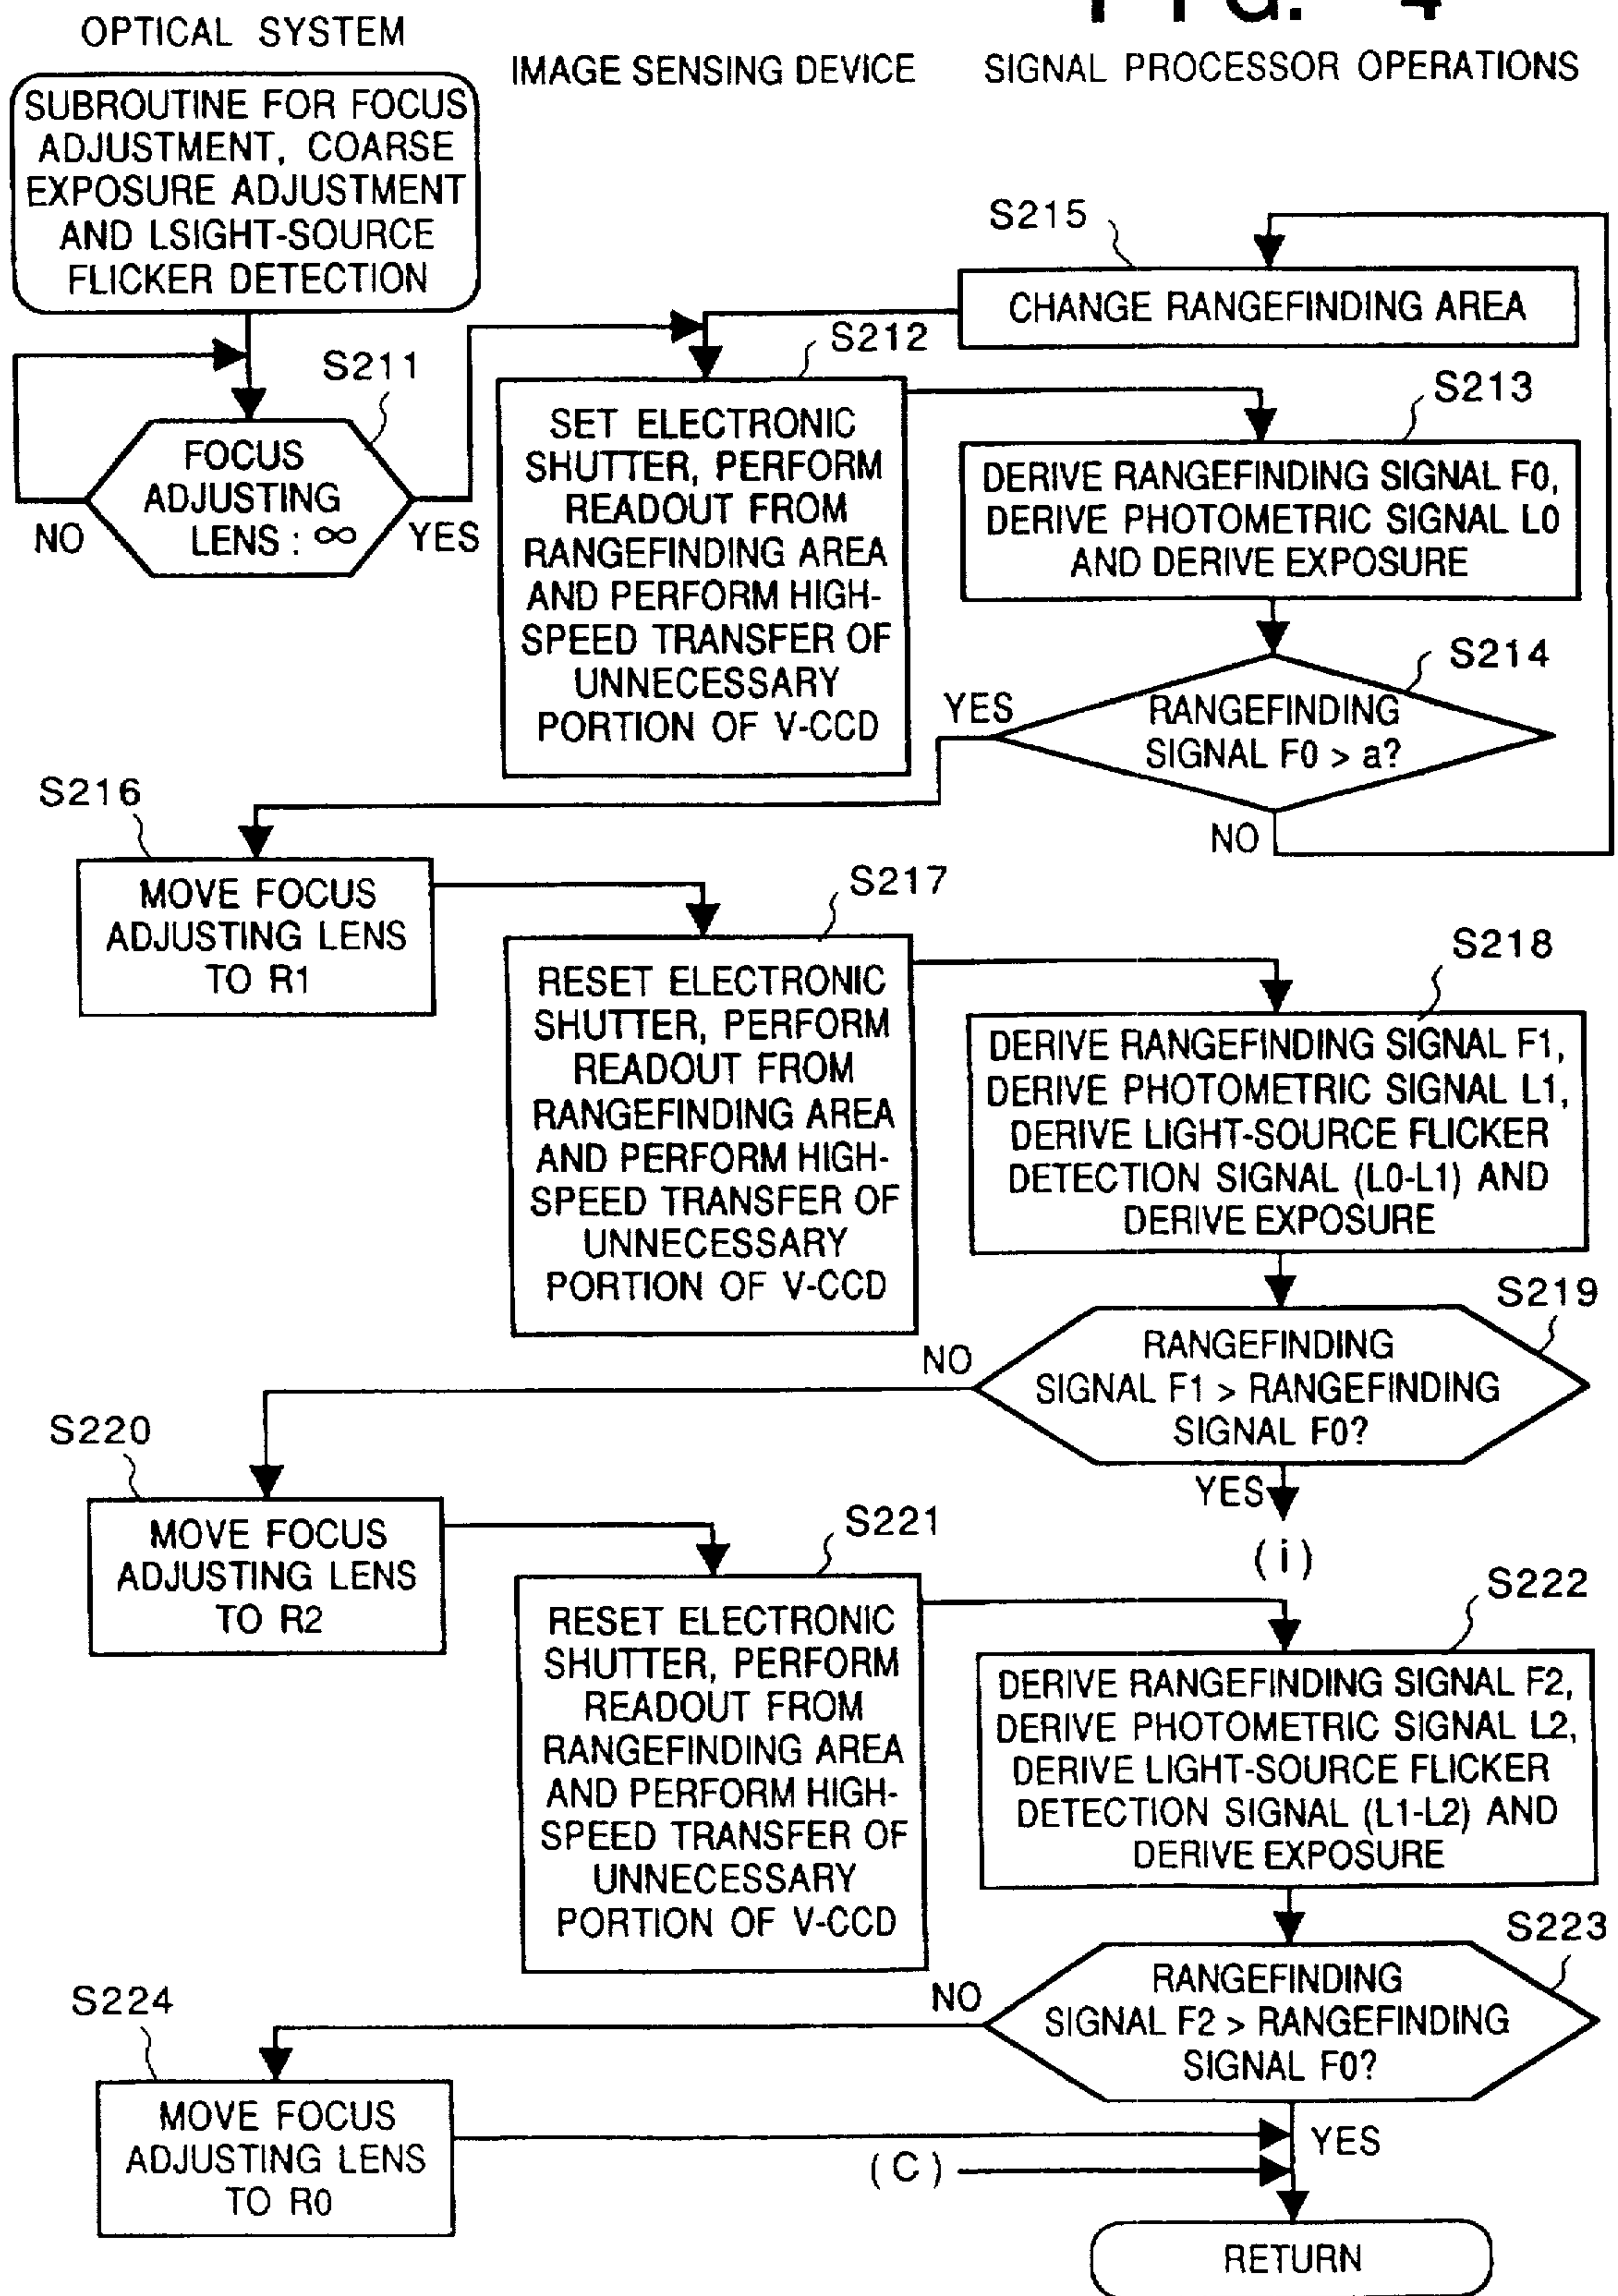 FIG. 4
OPTICAL SYSTEM
IMAGE SENSING DEVICE
SIGNAL PROCESSOR OPERATIONS
SUBROUTINE FOR FOCUS
ADJUSTMENT, COARSE
EXPOSURE ADJUSTMENT
AND LSIGHT-SOURCE
FLICKER DETECTION
S211
FOCUS
ADJUSTING
LENS : ∞
NO
YES
S215
CHANGE RANGEFINDING AREA
S212
SET ELECTRONIC
SHUTTER, PERFORM
READOUT FROM
RANGEFINDING AREA
AND PERFORM HIGH-
SPEED TRANSFER OF
UNNECESSARY
PORTION OF V-CCD
S213
DERIVE RANGEFINDING SIGNAL F0,
DERIVE PHOTOMETRIC SIGNAL L0
AND DERIVE EXPOSURE
S214
RANGEFINDING
SIGNAL F0 > a?
YES
NO
S216
MOVE FOCUS
ADJUSTING LENS
TO R1
S217
RESET ELECTRONIC
SHUTTER, PERFORM
READOUT FROM
RANGEFINDING AREA
AND PERFORM HIGH-
SPEED TRANSFER OF
UNNECESSARY
PORTION OF V-CCD
S218
DERIVE RANGEFINDING SIGNAL F1,
DERIVE PHOTOMETRIC SIGNAL L1,
DERIVE LIGHT-SOURCE FLICKER
DETECTION SIGNAL (L0-L1) AND
DERIVE EXPOSURE
S219
RANGEFINDING
SIGNAL F1 > RANGEFINDING
SIGNAL F0?
NO
YES
(i)
S220
MOVE FOCUS
ADJUSTING LENS
TO R2
S221
RESET ELECTRONIC
SHUTTER, PERFORM
READOUT FROM
RANGEFINDING AREA
AND PERFORM HIGH-
SPEED TRANSFER OF
UNNECESSARY
PORTION OF V-CCD
S222
DERIVE RANGEFINDING SIGNAL F2,
DERIVE PHOTOMETRIC SIGNAL L2,
DERIVE LIGHT-SOURCE FLICKER
DETECTION SIGNAL (L1-L2) AND
DERIVE EXPOSURE
S223
RANGEFINDING
SIGNAL F2 > RANGEFINDING
SIGNAL F0?
NO
YES
S224
MOVE FOCUS
ADJUSTING LENS
TO R0
(C)
RETURN